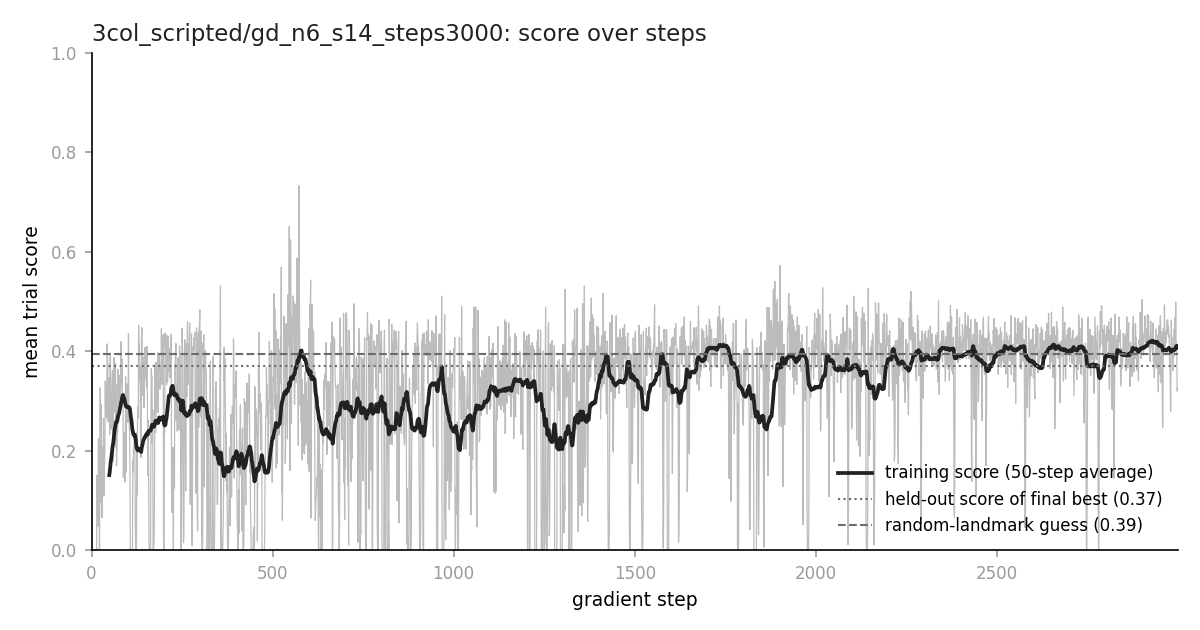 3col_scripted/gd_n6_s14_steps3000: score over steps
1.0
0.8
0.6
0.4
0.2
0.0
mean trial score
training score (50-step average)
held-out score of final best (0.37)
random-landmark guess (0.39)
0
500
1000
1500
2000
2500
gradient step